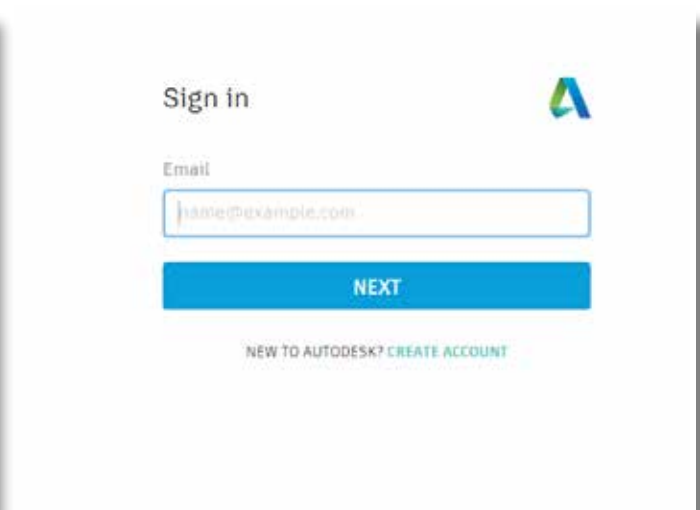 Sign in
Email
name@example.com
NEXT
NEW TO AUTODESK? CREATE ACCOUNT